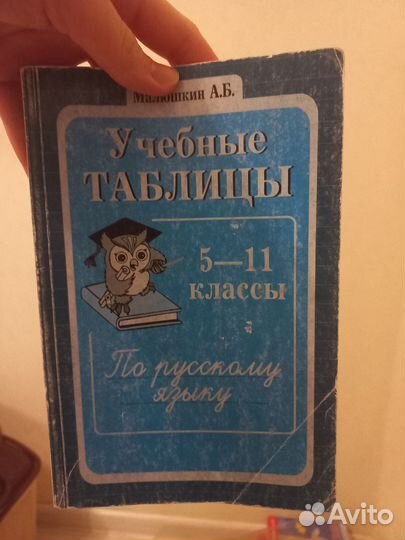 Малюшкин А.Б.
Учебные
ТАБЛИЦЫ
5—11
классы
По русскому
языку
Avito